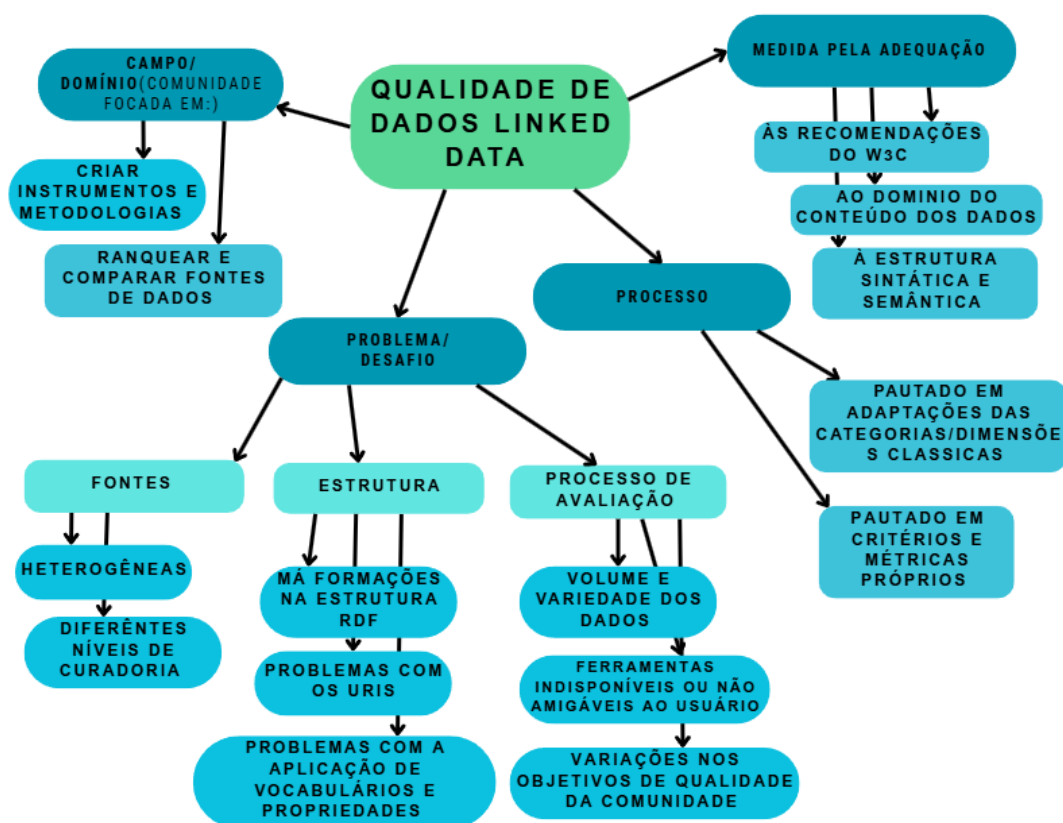 QUALIDADE DE
DADOS LINKED
DATA
CAMPO/
DOMÍNIO(COMUNIDADE
FOCADA EM:)
CRIAR
INSTRUMENTOS E
METODOLOGIAS
RANQUEAR E
COMPARAR FONTES
DE DADOS
MEDIDA PELA ADEQUAÇÃO
ÀS RECOMENDAÇÕES
DO W3C
AO DOMINIO DO
CONTEÚDO DOS DADOS
À ESTRUTURA
SINTÁTICA E
SEMÂNTICA
PROCESSO
PAUTADO EM
ADAPTAÇÕES DAS
CATEGORIAS/DIMENSÕE
S CLASSICAS
PAUTADO EM
CRITÉRIOS E
MÉTRICAS
PRÓPRIOS
PROBLEMA/
DESAFIO
FONTES
HETEROGÊNEAS
DIFERÊNTES
NÍVEIS DE
CURADORIA
ESTRUTURA
MÁ FORMAÇÕES
NA ESTRUTURA
RDF
PROBLEMAS COM
OS URIS
PROBLEMAS COM A
APLICAÇÃO DE
VOCABULÁRIOS E
PROPRIEDADES
PROCESSO DE
AVALIAÇÃO
VOLUME E
VARIEDADE DOS
DADOS
FERRAMENTAS
INDISPONÍVEIS OU NÃO
AMIGÁVEIS AO USUÁRIO
VARIAÇÕES NOS
OBJETIVOS DE QUALIDADE
DA COMUNIDADE